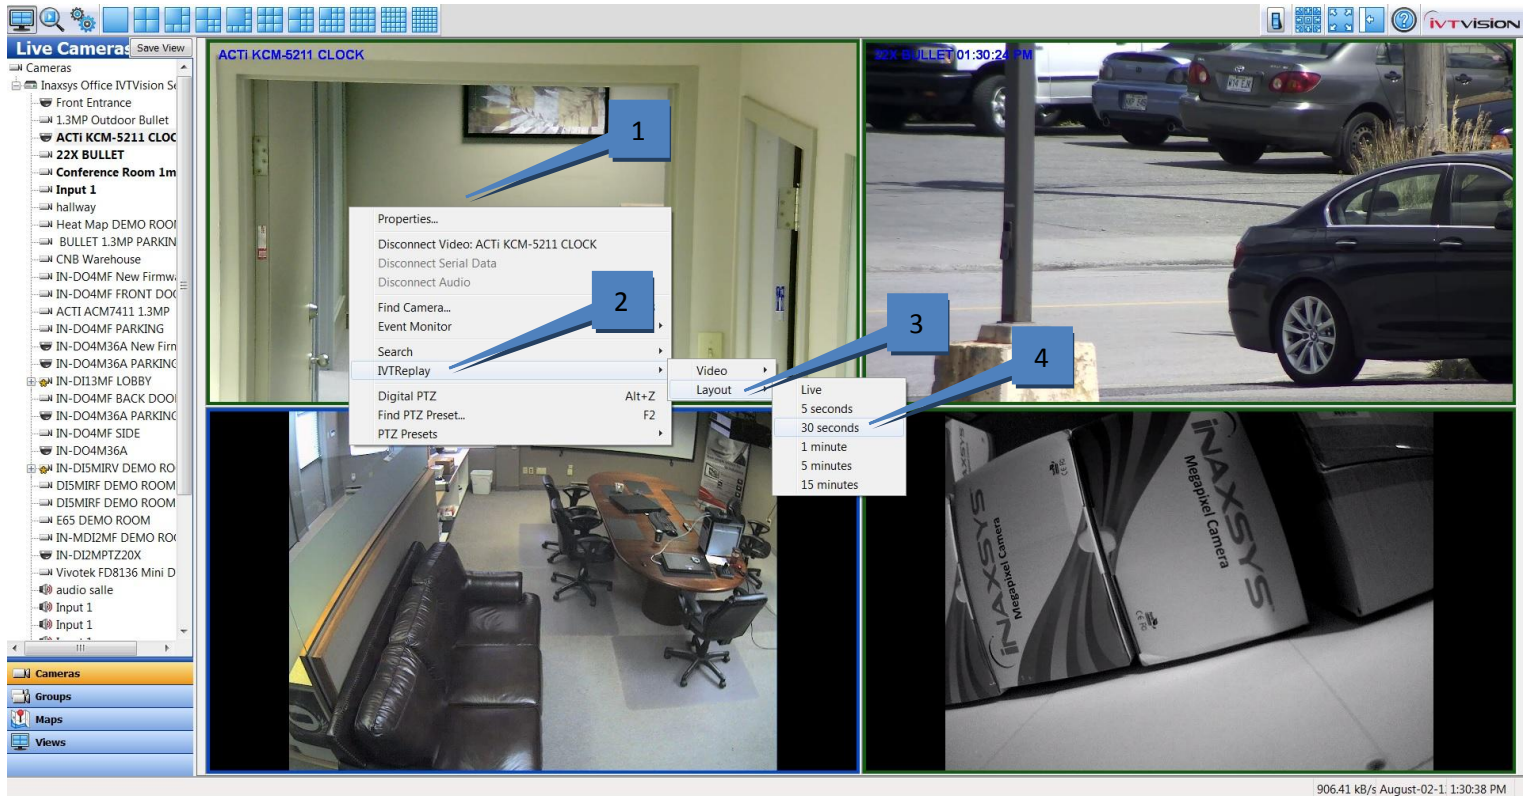 iVTVISION
Live Cameras
Save View
Cameras
Inaxsys Office IVTVision Se
Front Entrance
1.3MP Outdoor Bullet
ACTi KCM-5211 CLOC
22X BULLET
Conference Room 1m
Input 1
hallway
Heat Map DEMO ROO
BULLET 1.3MP PARKIN
CNB Warehouse
IN-DO4MF New Firmw
IN-DO4MF FRONT DO
ACTI ACM7411 1.3MP
IN-DO4MF PARKING
IN-DO4M36A New Firn
IN-DO4M36A PARKING
IN-DI13MF LOBBY
IN-DO4MF BACK DOO
IN-DO4M36A PARKING
IN-DO4MF SIDE
IN-DO4M36A
IN-DI5MIRV DEMO RO
DI5MIRF DEMO ROOM
DI5MIRF DEMO ROOM
E65 DEMO ROOM
IN-MDI2MF DEMO RO
IN-DI2MPTZ20X
Vivotek FD8136 Mini D
audio salle
Input 1
Input 1
Cameras
Groups
Maps
Views
ACTi KCM-5211 CLOCK
22X BULLET 01:30:24 PM
1
Properties...
Disconnect Video: ACTi KCM-5211 CLOCK
Disconnect Serial Data
Disconnect Audio
Find Camera...
Event Monitor
Search
IVTReplay
Digital PTZ Alt+Z
Find PTZ Preset... F2
PTZ Presets
2
Video
Layout
3
Live
5 seconds
30 seconds
1 minute
5 minutes
15 minutes
4
iNAXSYS
Megapixel Camera
iNAXSYS
Megapixel Camera
906.41 kB/s August-02-1 1:30:38 PM